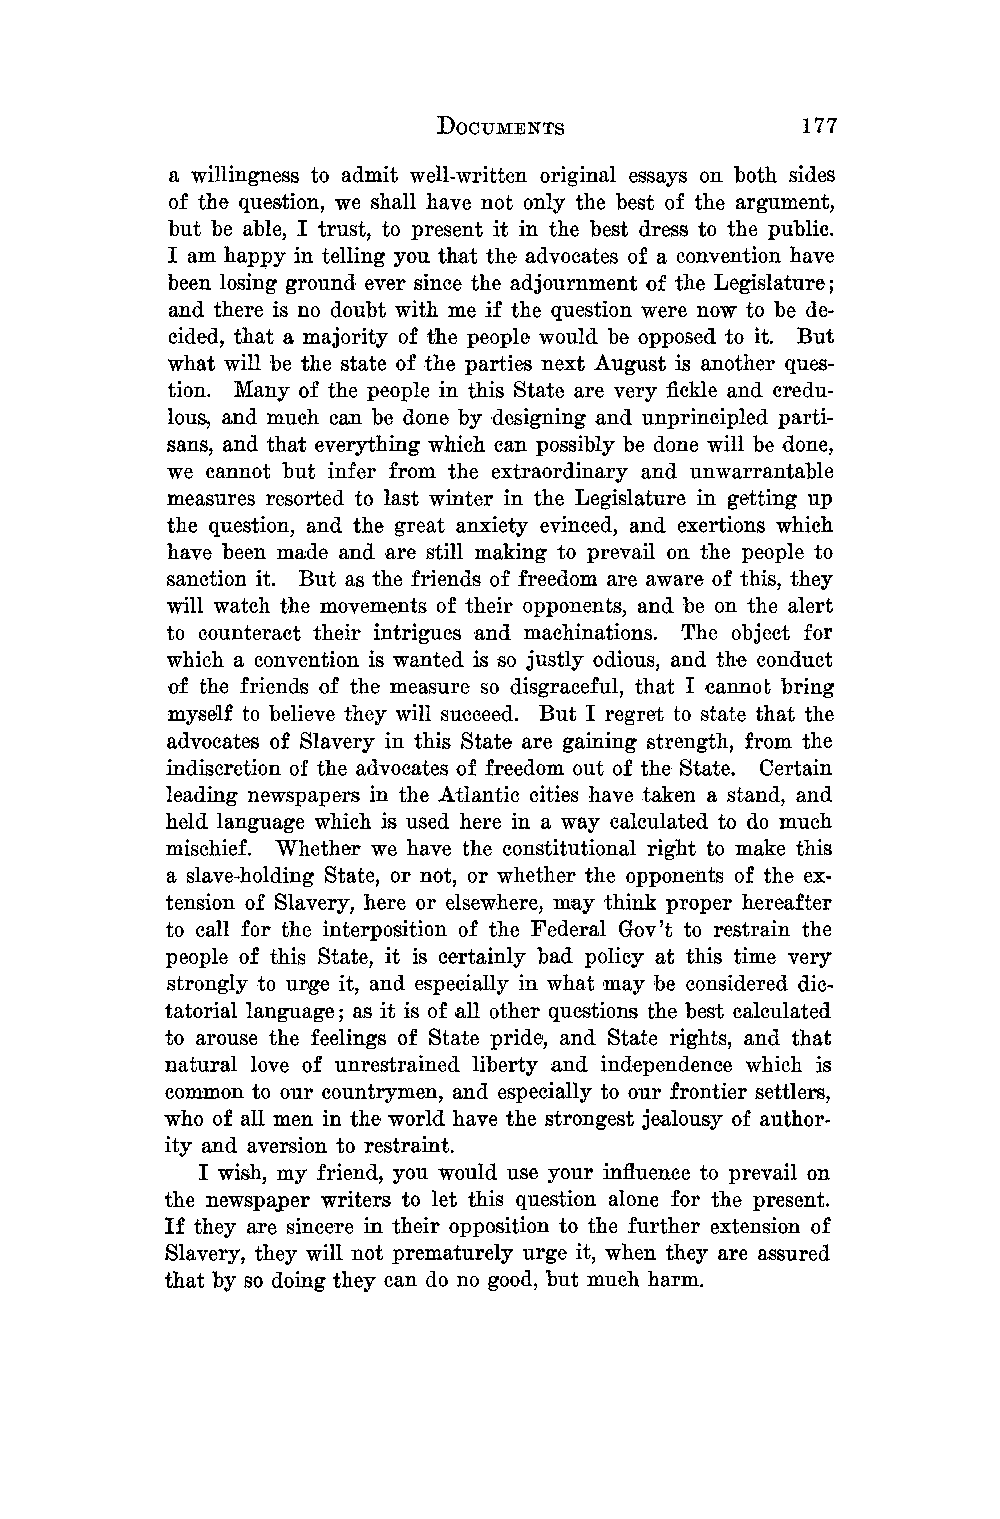 DOCUMENTS 177
a willingness to admit well-written original essays on both sides
of the question, we shall have not only the best of the argument,
but be able, I trust, to present it in the best dress to the public.
I am happy in telling you that the advocates of a convention have
been losing ground ever since the adjournment of the Legislature;
and there is no doubt with me if the question were now to be de-
cided, that a majority of the people would be opposed to it. But
what will be the state of the parties next August is another ques-
tion. Many of the people in this State are very fickle and credu-
lous, and much can be done by designing and unprincipled parti-
sans, and that everything which can possibly be done will be done,
we cannot but infer from the extraordinary and unwarrantable
measures resorted to last winter in the Legislature in getting up
the question, and the great anxiety evinced, and exertions which
have been made and are still making to prevail on the people to
sanction it. But as the friends of freedom are aware of this, they
will watch the movements of their opponents, and be on the alert
to counteract their intrigues and machinations. The object for
which a convention is wanted is so justly odious, and the conduct
of the friends of the measure so disgraceful, that I cannot bring
myself to believe they will succeed. But I regret to state that the
advocates of Slavery in this State are gaining strength, from the
indiscretion of the advocates of freedom out of the State. Certain
leading newspapers in the Atlantic cities have taken a stand, and
held language which is used here in a way calculated to do much
mischief. Whether we have the constitutional right to make this
a slave-holding State, or not, or whether the opponents of the ex-
tension of Slavery, here or elsewhere, may think proper hereafter
to call for the interposition of the Federal Gov't to restrain the
people of this State, it is certainly bad policy at this time very
strongly to urge it, and especially in what may be considered dic-
tatorial language; as it is of all other questions the best calculated
to arouse the feelings of State pride, and State rights, and that
natural love of unrestrained liberty and independence which is
common to our countrymen, and especially to our frontier settlers,
who of all men in the world have the strongest jealousy of author-
ity and aversion to restraint.
I wish, my friend, you would use your influence to prevail on
the newspaper writers to let this question alone for the present.
If they are sincere in their opposition to the further extension of
Slavery, they will not prematurely urge it, when they are assured
that by so doing they can do no good, but much harm.